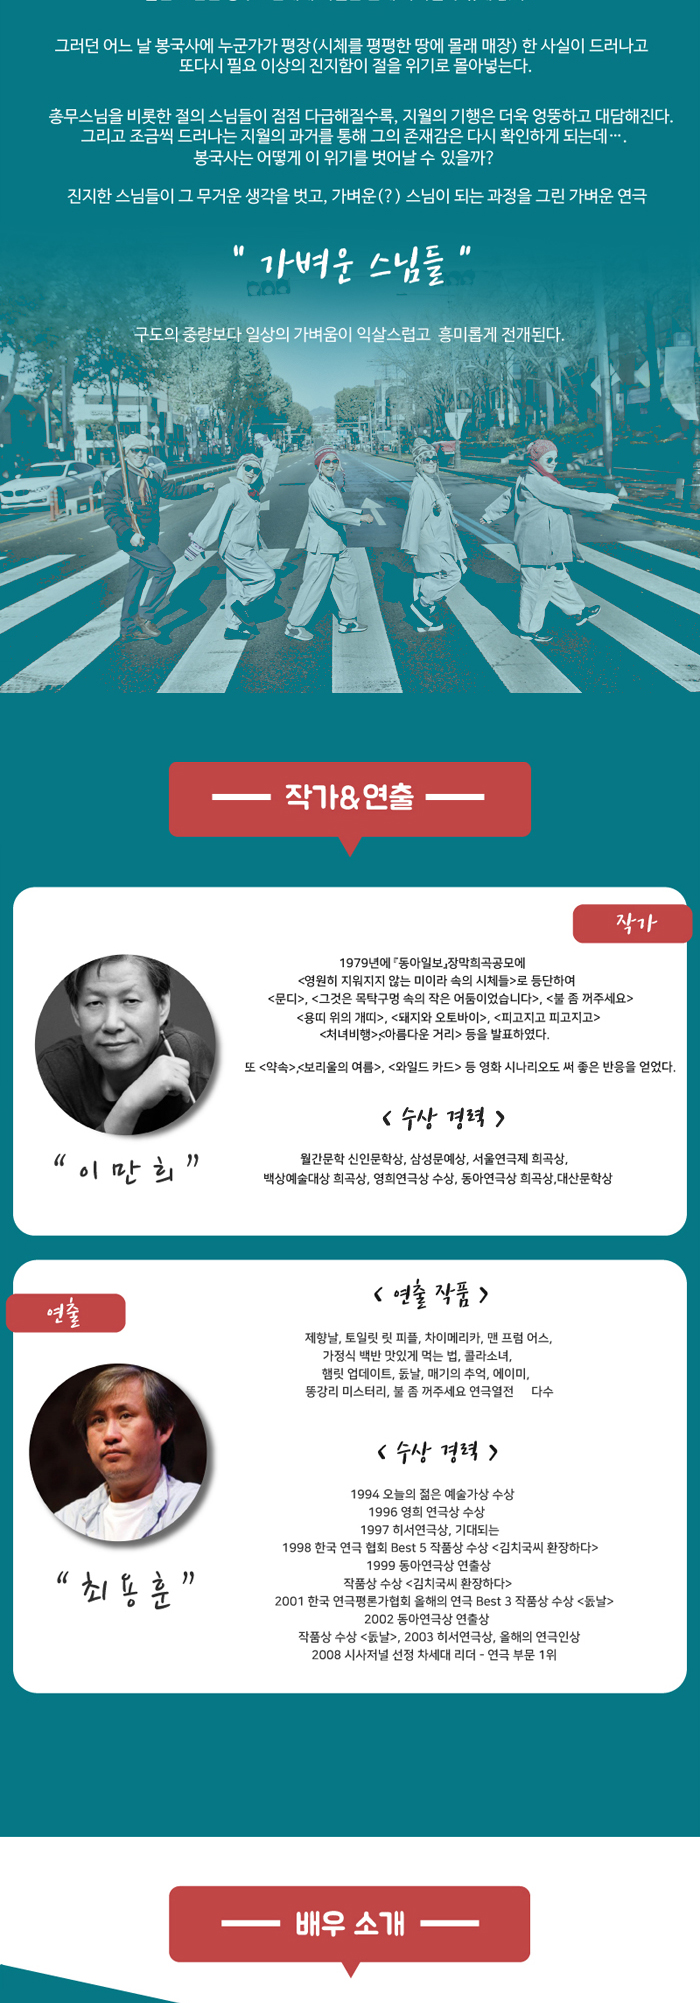 그러던 어느 날 봉국사에 누군가가 평장(시체를 평평한 땅에 몰래 매장) 한 사실이 드러나고
또다시 필요 이상의 진지함이 절을 위기로 몰아넣는다.
총무스님을 비롯한 절의 스님들이 점점 다급해질수록, 지월의 기행은 더욱 엉뚱하고 대담해진다.
그리고 조금씩 드러나는 지월의 과거를 통해 그의 존재감은 다시 확인하게 되는데….
봉국사는 어떻게 이 위기를 벗어날 수 있을까?
진지한 스님들이 그 무거운 생각을 벗고, 가벼운(?) 스님이 되는 과정을 그린 가벼운 연극
" 가벼운 스님들 "
구도의 중량보다 일상의 가벼움이 익살스럽고 흥미롭게 전개된다.
작가&연출
작가
1979년에 『동아일보』장막희곡공모에
<영원히 지워지지 않는 미이라 속의 시체들>로 등단하여
<문디>, <그것은 목탁구멍 속의 작은 어둠이었습니다>, <불 좀 꺼주세요>
<용띠 위의 개띠>, <돼지와 오토바이>, <피고지고 피고지고>
<처녀비행>,<아름다운 거리> 등을 발표하였다.
또 <약속>,<보리울의 여름>, <와일드 카드> 등 영화 시나리오도 써 좋은 반응을 얻었다.
< 수상 경력 >
월간문학 신인문학상, 삼성문예상, 서울연극제 희곡상,
백상예술대상 희곡상, 영희연극상 수상, 동아연극상 희곡상,대산문학상
“ 이 만 희 ”
연출
< 연출 작품 >
제향날, 토일릿 릿 피플, 차이메리카, 맨 프럼 어스,
가정식 백반 맛있게 먹는 법, 콜라소녀,
햄릿 업데이트, 돐날, 매기의 추억, 에이미,
똥강리 미스터리, 불 좀 꺼주세요 연극열전 다수
< 수상 경력 >
1994 오늘의 젊은 예술가상 수상
1996 영희 연극상 수상
1997 히서연극상, 기대되는
1998 한국 연극 협회 Best 5 작품상 수상 <김치국씨 환장하다>
1999 동아연극상 연출상
작품상 수상 <김치국씨 환장하다>
2001 한국 연극평론가협회 올해의 연극 Best 3 작품상 수상 <돐날>
2002 동아연극상 연출상
작품상 수상 <돐날>, 2003 히서연극상, 올해의 연극인상
2008 시사저널 선정 차세대 리더 - 연극 부문 1위
“ 최 용 훈 ”
배우 소개